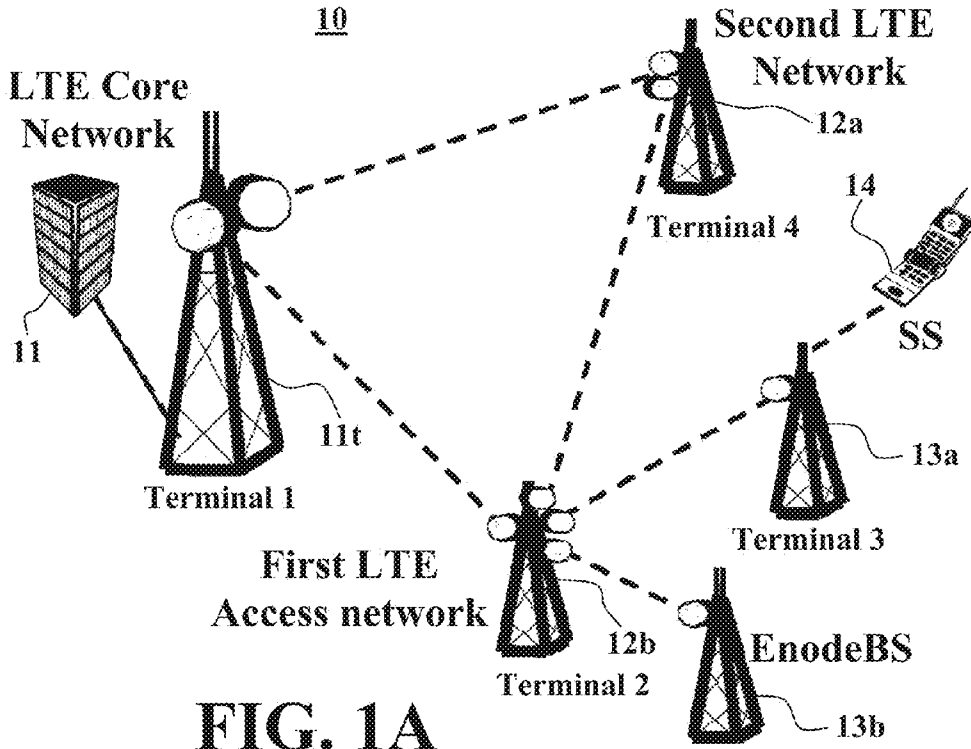 10
Second LTE
Network
LTE Core
Network
12a
14
Terminal 4
11
SS
11t
13a
Terminal 1
Terminal 3
First LTE
Access network
12b
EnodeBS
Terminal 2
13b
FIG. 1A